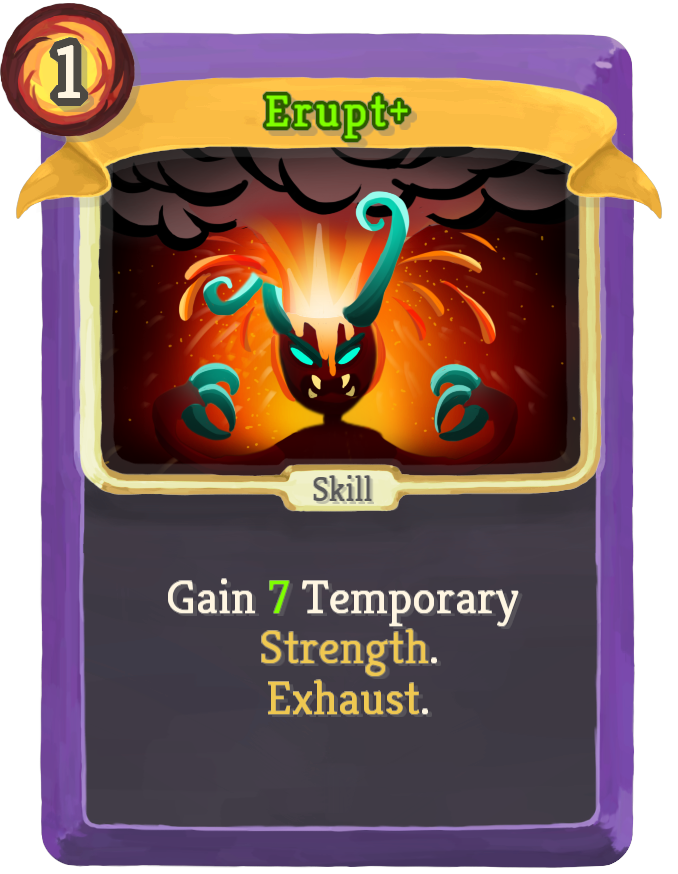 1
Erupt+
Skill
Gain 7 Temporary
Strength.
Exhaust.